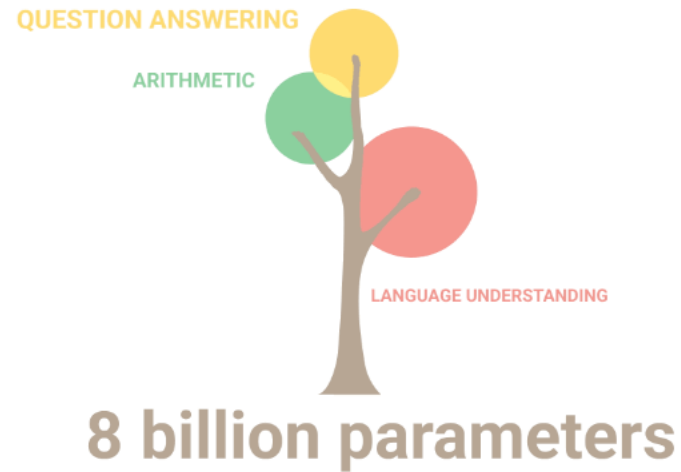 QUESTION ANSWERING
ARITHMETIC
LANGUAGE UNDERSTANDING
8 billion parameters